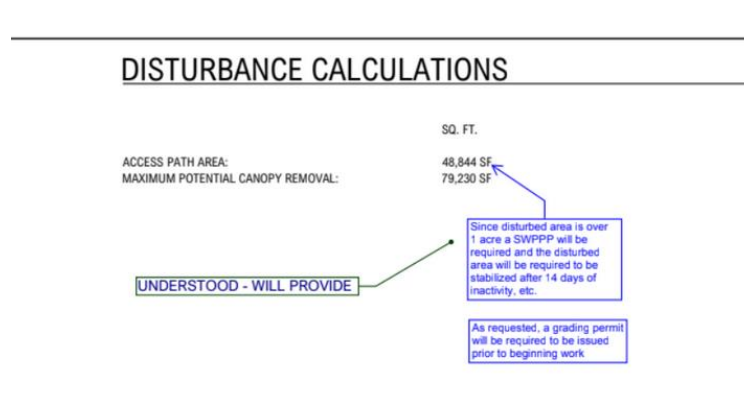 DISTURBANCE CALCULATIONS
SQ. FT.
ACCESS PATH AREA: 48,844 SF
MAXIMUM POTENTIAL CANOPY REMOVAL: 79,230 SF
Since disturbed area is over
1 acre a SWPPP will be
required and the disturbed
area will be required to be
stabilized after 14 days of
inactivity, etc.
UNDERSTOOD - WILL PROVIDE
As requested, a grading permit
will be required to be issued
prior to beginning work